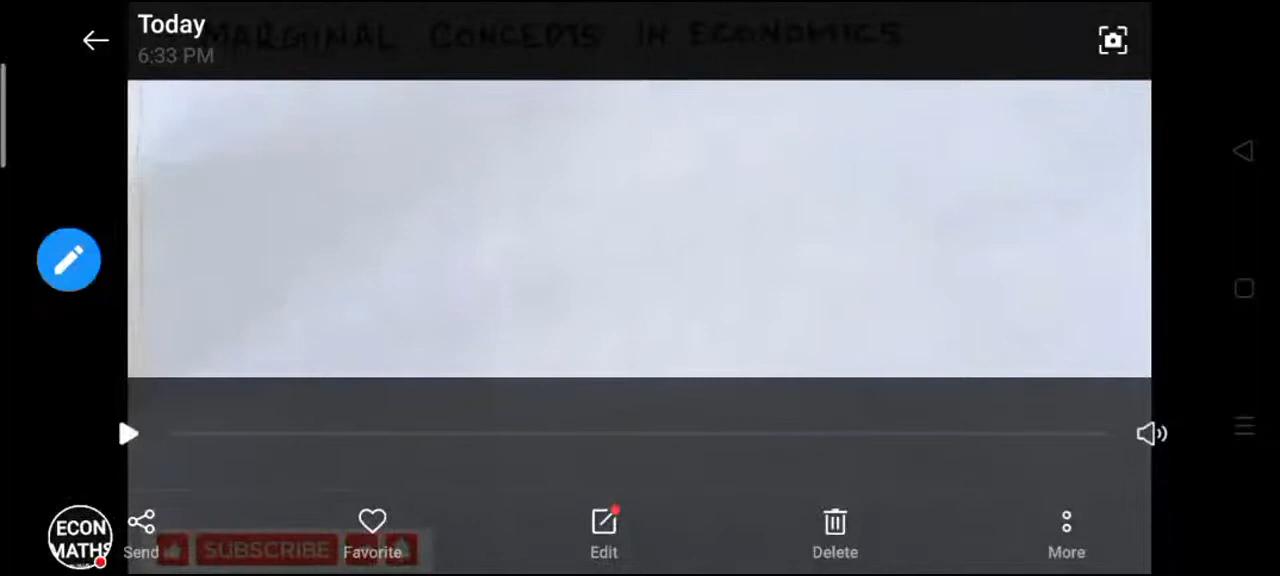 Today
MARGINAL CONCEPTS IN ECONOMICS
6:33 PM
ECON
MATHS
Send
SUBSCRIBE
Favorite
Edit
Delete
More